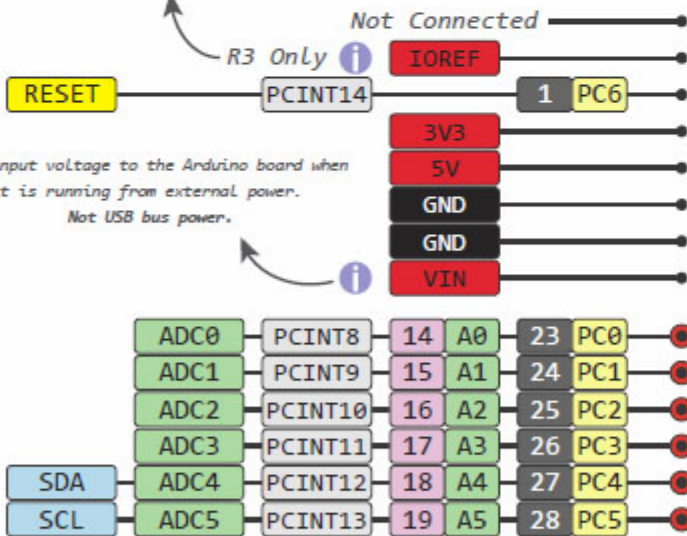 Not Connected
R3 Only i IOREF
RESET PCINT14 1 PC6
3V3
nput voltage to the Arduino board when 5V
t is running from external power.
Not USB bus power. GND
GND
i VIN
ADC0 PCINT8 14 A0 23 PC0
ADC1 PCINT9 15 A1 24 PC1
ADC2 PCINT10 16 A2 25 PC2
ADC3 PCINT11 17 A3 26 PC3
SDA ADC4 PCINT12 18 A4 27 PC4
SCL ADC5 PCINT13 19 A5 28 PC5